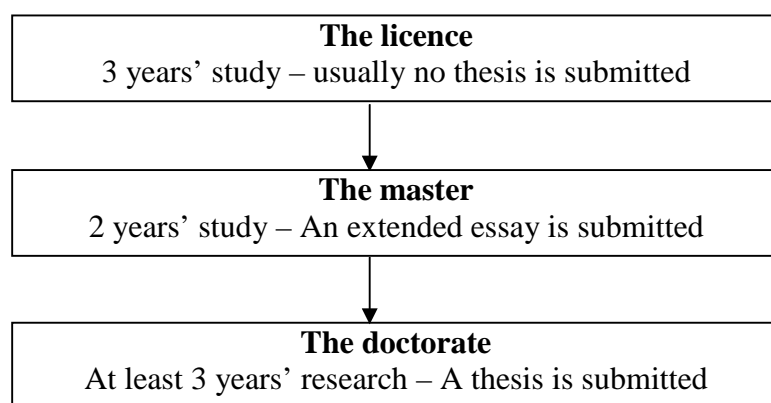 The licence
3 years’ study – usually no thesis is submitted
The master
2 years’ study – An extended essay is submitted
The doctorate
At least 3 years’ research – A thesis is submitted